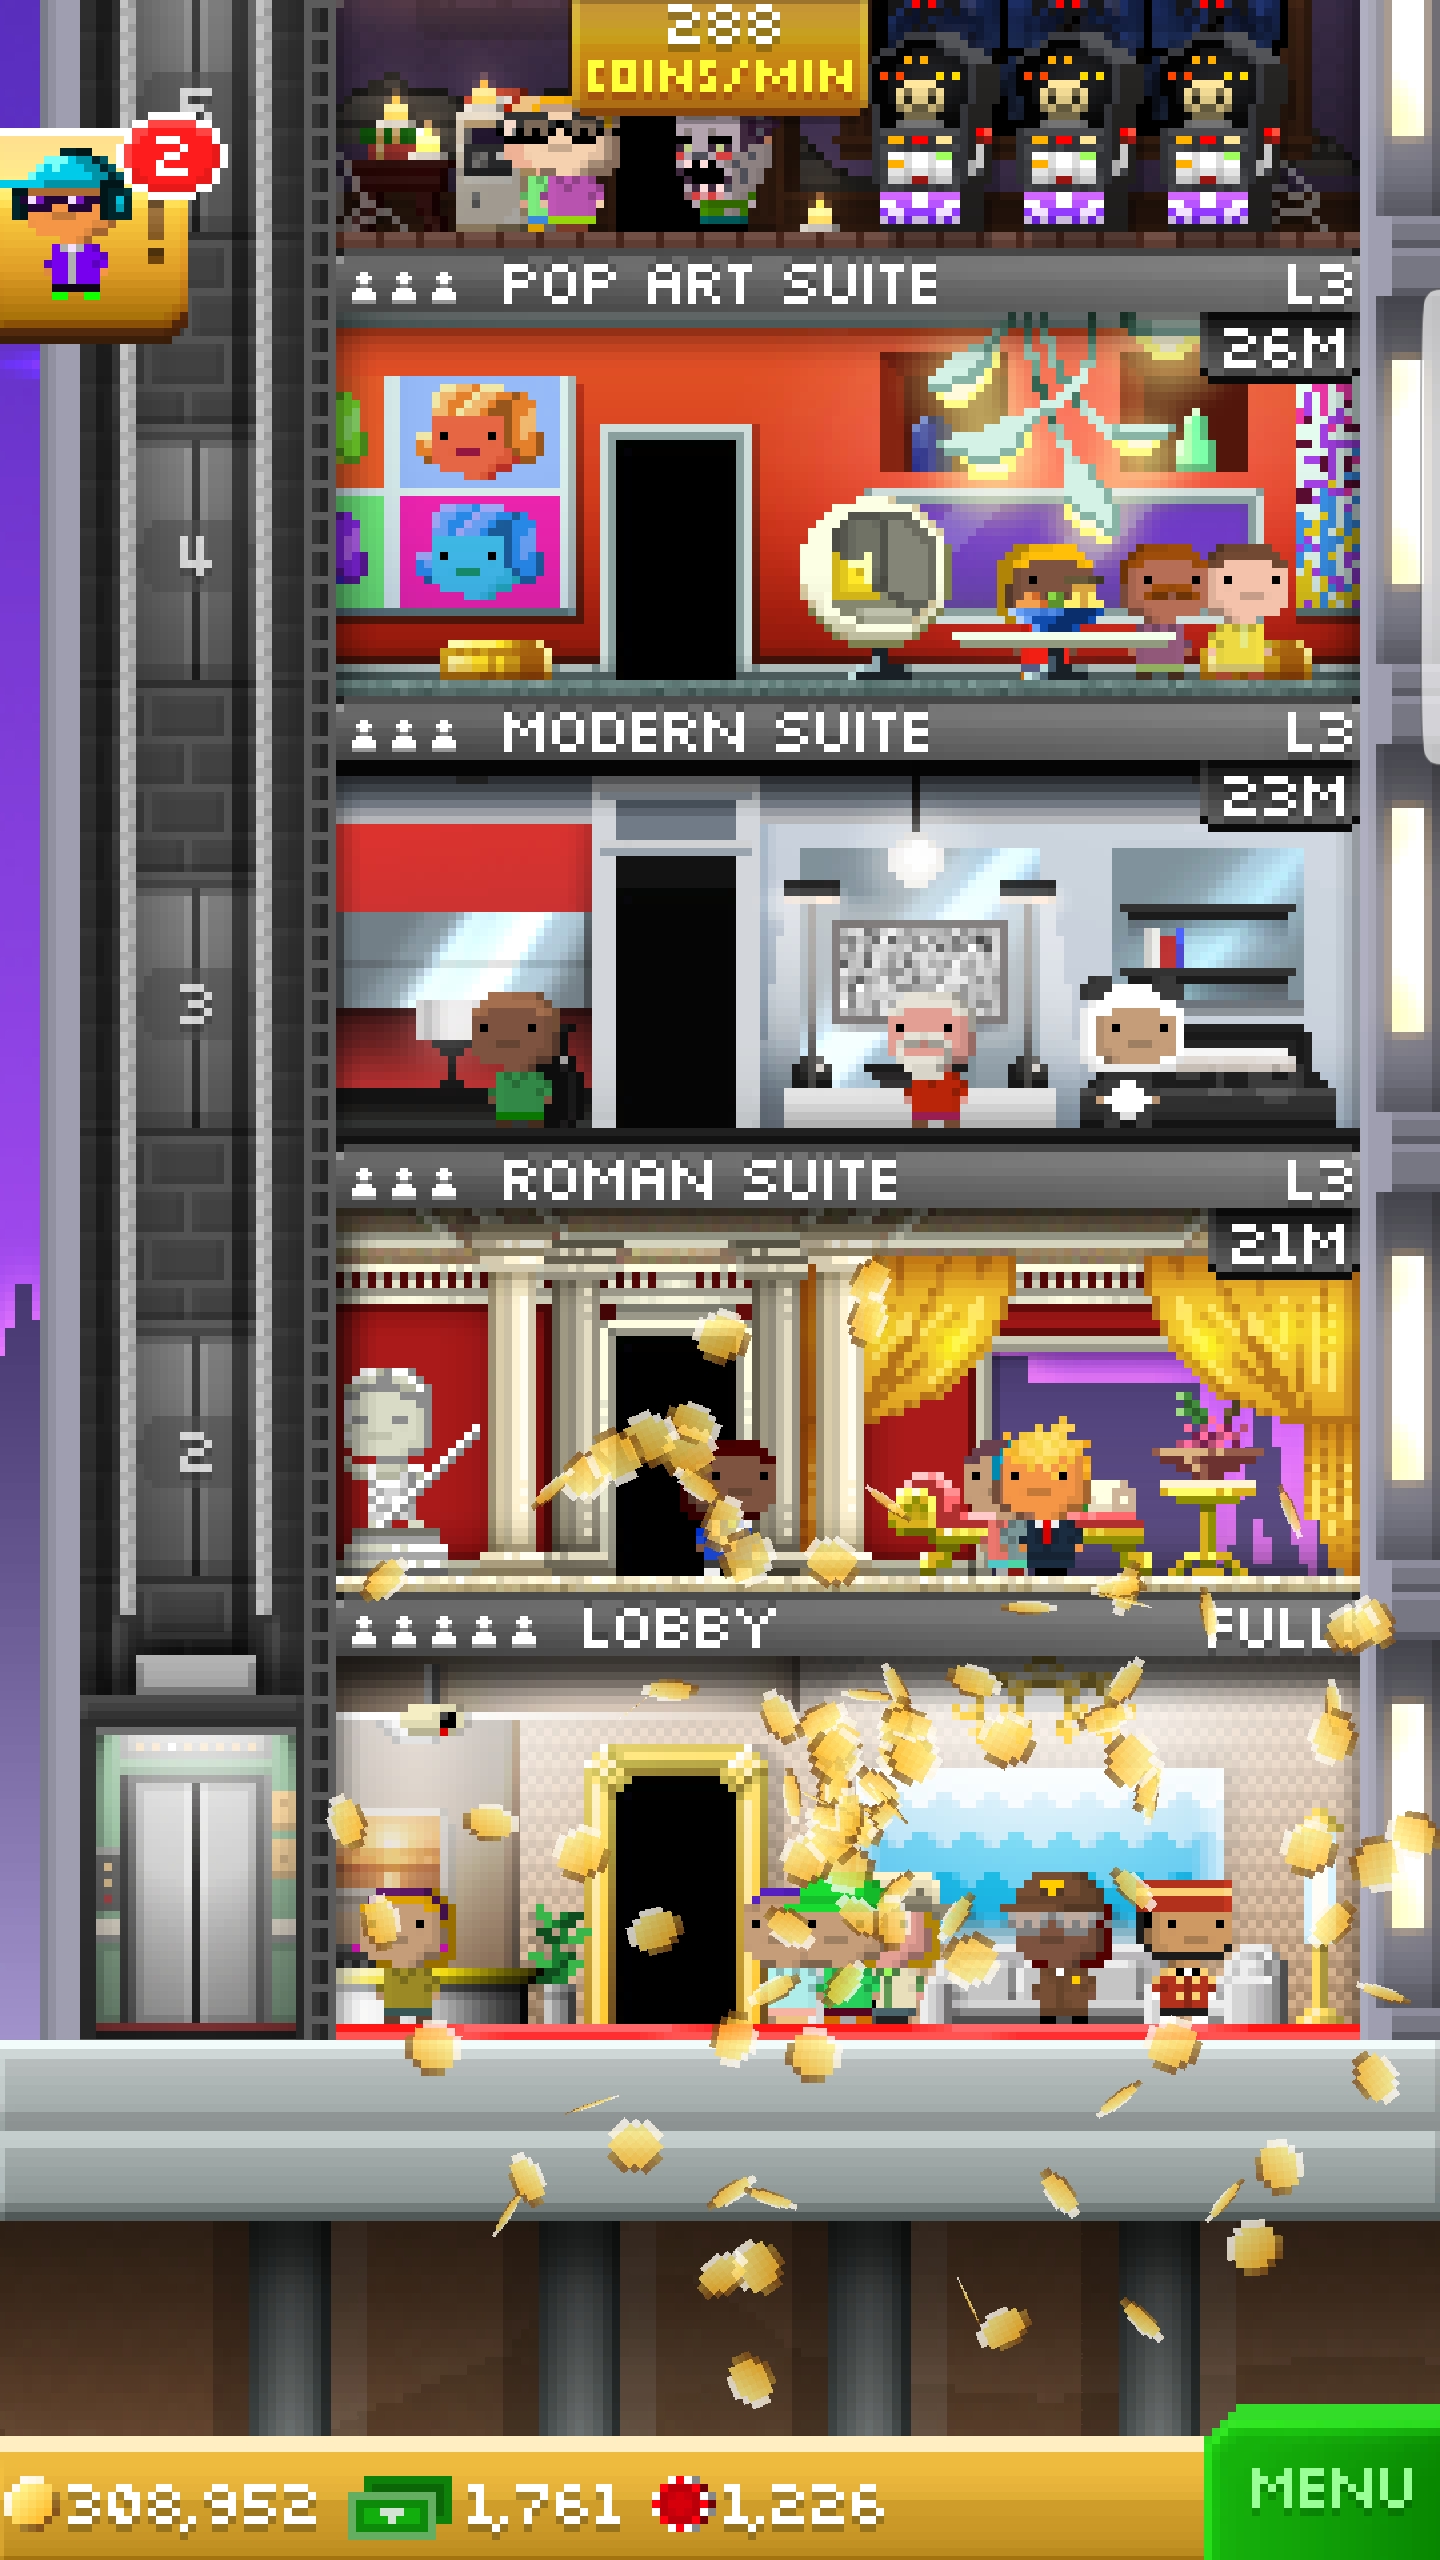 288
COINS/MIN
5
2
!
POP ART SUITE L3
26M
4
MODERN SUITE L3
23M
3
ROMAN SUITE L3
21M
2
LOBBY FULL
308,952 1,761 1,226
MENU